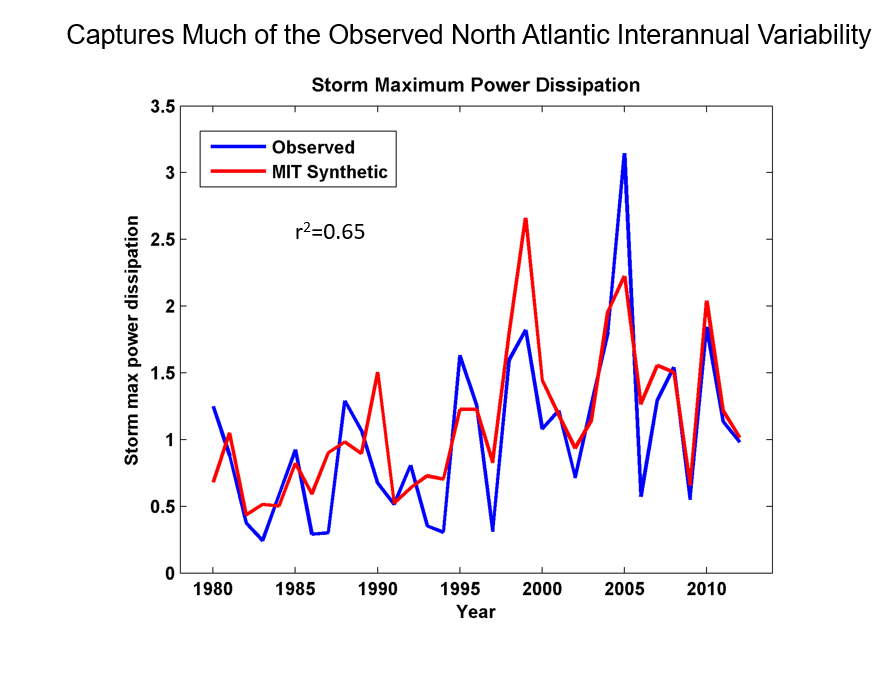 Captures Much of the Observed North Atlantic Interannual Variability
Storm Maximum Power Dissipation
3.5
Observed
3
MIT Synthetic
r²=0.65
2.5
2
1.5
1
0.5
0
Storm max power dissipation
1980 1985 1990 1995 2000 2005 2010
Year